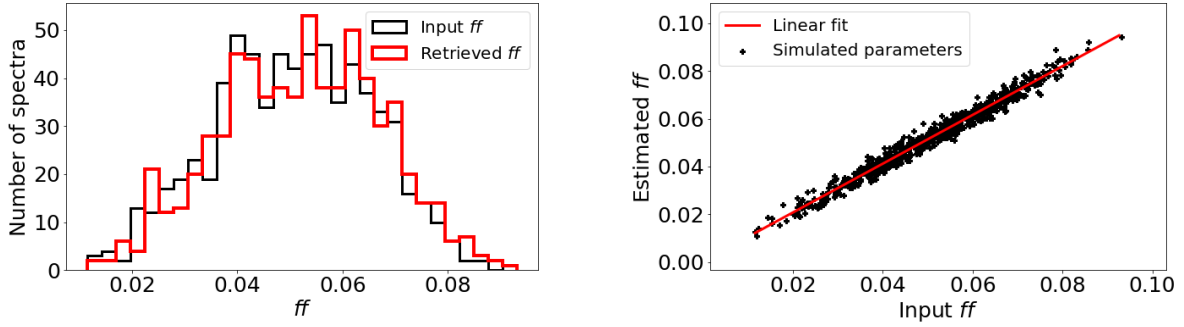 Number of spectra
50
40
30
20
10
0
0.02 0.04 0.06 0.08
ff
Input ff
Retrieved ff
Estimated ff
0.10
0.08
0.06
0.04
0.02
0.00
0.02 0.04 0.06 0.08 0.10
Input ff
Linear fit
Simulated parameters